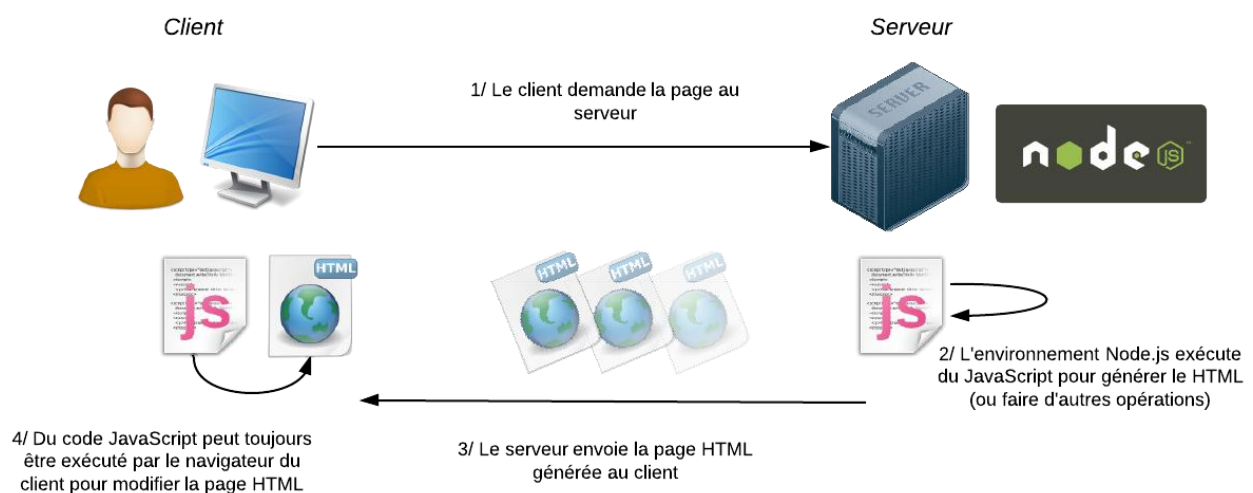 Client
Serveur
1/ Le client demande la page au
serveur
SERVER
node
JS
HTML
js
HTML
HTML
HTML
js
2/ L'environnement Node.js exécute
du JavaScript pour générer le HTML
(ou faire d'autres opérations)
3/ Le serveur envoie la page HTML
générée au client
4/ Du code JavaScript peut toujours
être exécuté par le navigateur du
client pour modifier la page HTML